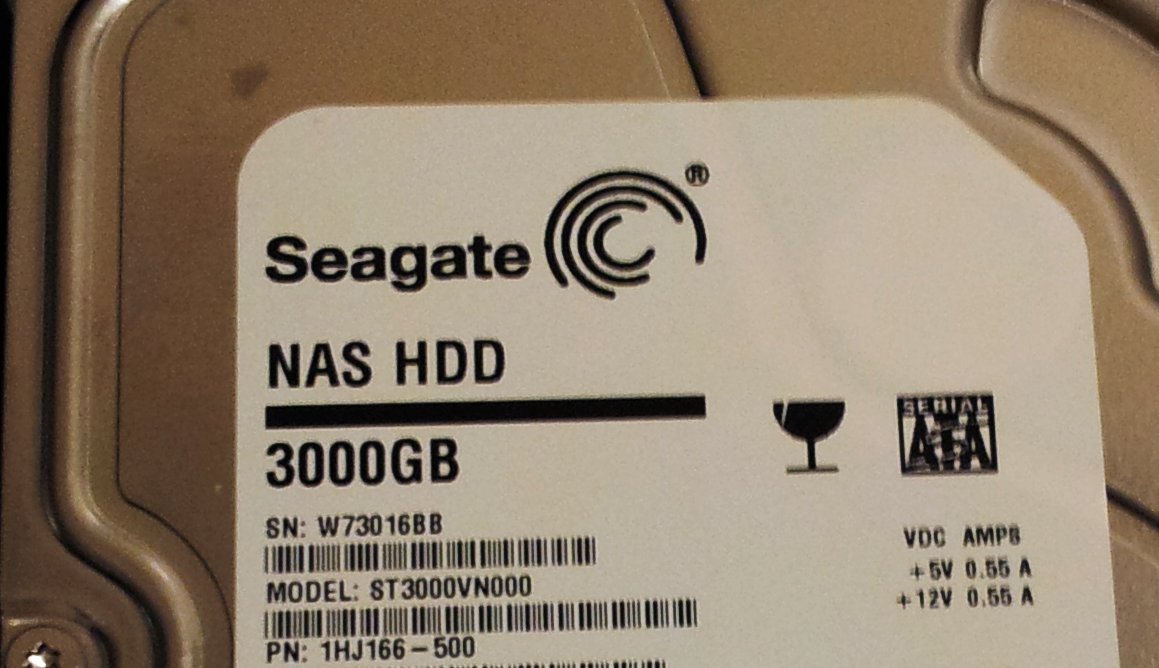 Seagate ®
NAS HDD
3000GB
SERIAL
ATA
SN: W73016BB
MODEL: ST3000VN000
PN: 1HJ166-500
VDC AMPS
+5V 0.55 A
+12V 0.55 A